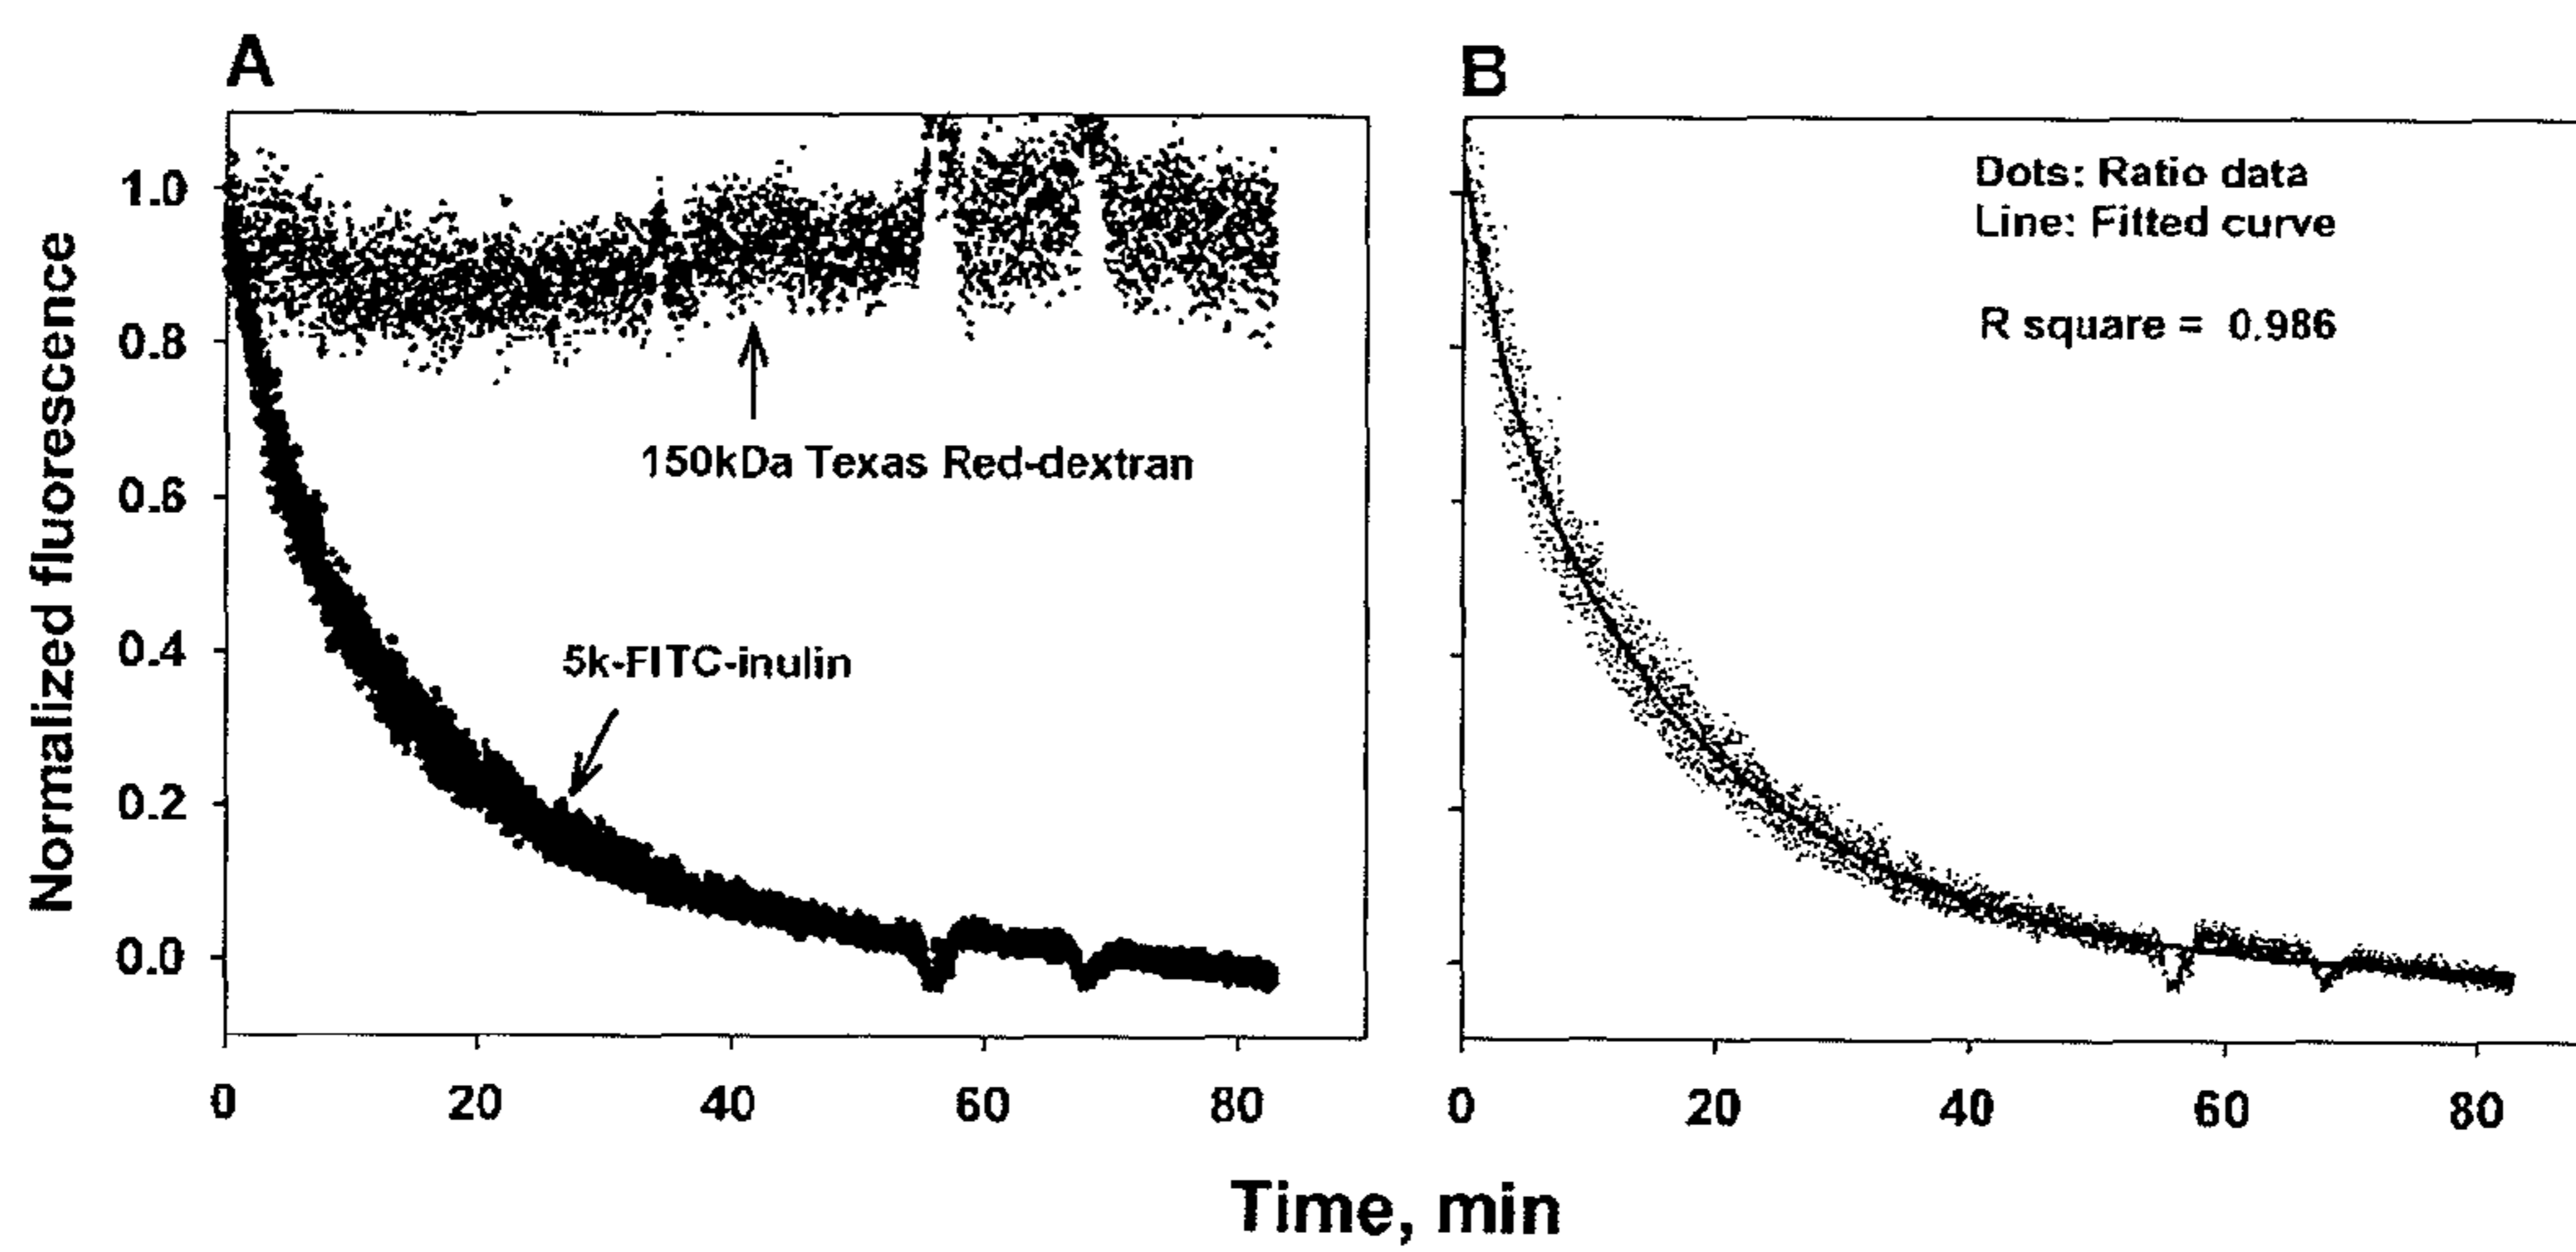 A
B
Normalized fluorescence
1.0
0.8
0.6
0.4
0.2
0.0
150kDa Texas Red-dextran
5k-FITC-inulin
0 20 40 60 80
Dots: Ratio data
Line: Fitted curve
R square = 0.986
0 20 40 60 80
Time, min